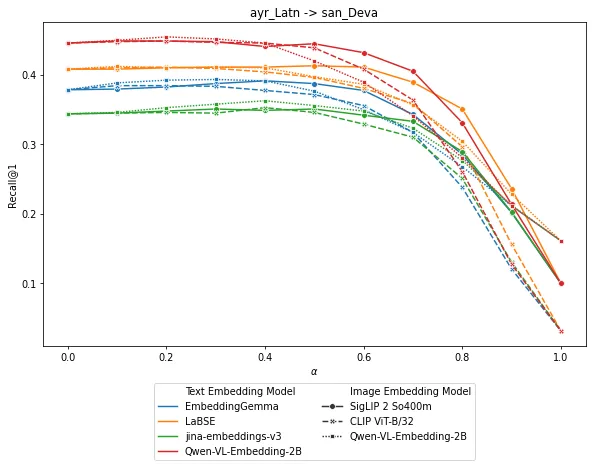 ayr_Latn -> san_Deva
Recall@1
0.4
0.3
0.2
0.1
0.0 0.2 0.4 0.6 0.8 1.0
α
Text Embedding Model
EmbeddingGemma
LaBSE
jina-embeddings-v3
Qwen-VL-Embedding-2B
Image Embedding Model
SigLIP 2 So400m
CLIP ViT-B/32
Qwen-VL-Embedding-2B